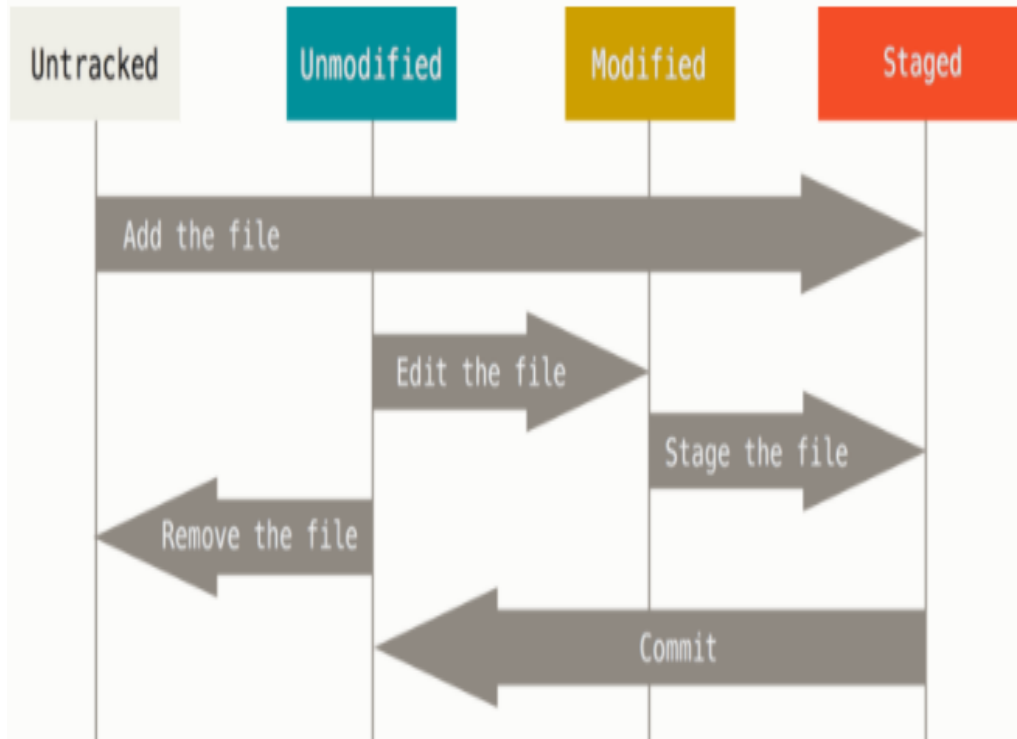 Untracked
Unmodified
Modified
Staged
Add the file
Edit the file
Stage the file
Remove the file
Commit